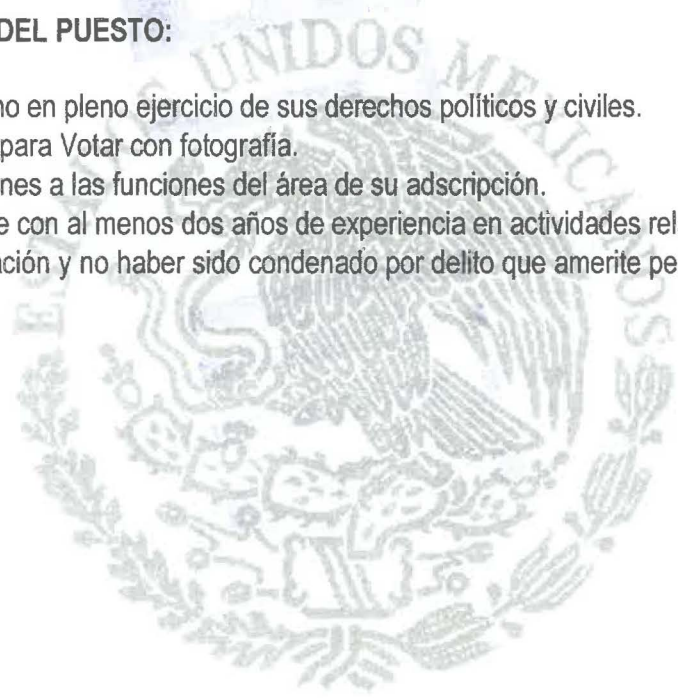 DEL PUESTO:
no en pleno ejercicio de sus derechos políticos y civiles.
para Votar con fotografía.
nes a las funciones del área de su adscripción.
e con al menos dos años de experiencia en actividades rel
ación y no haber sido condenado por delito que amerite pe
ESTADOS UNIDOS MEXICANOS